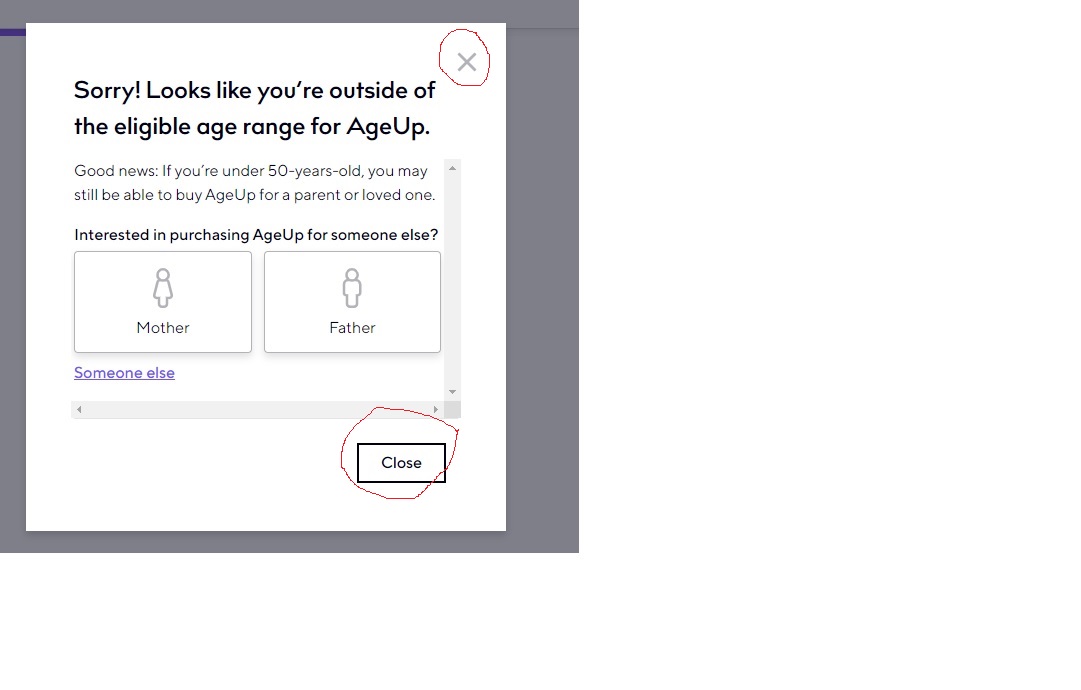 Sorry! Looks like you’re outside of
the eligible age range for AgeUp.
Good news: If you’re under 50-years-old, you may
still be able to buy AgeUp for a parent or loved one.
Interested in purchasing AgeUp for someone else?
Mother
Father
Someone else
Close